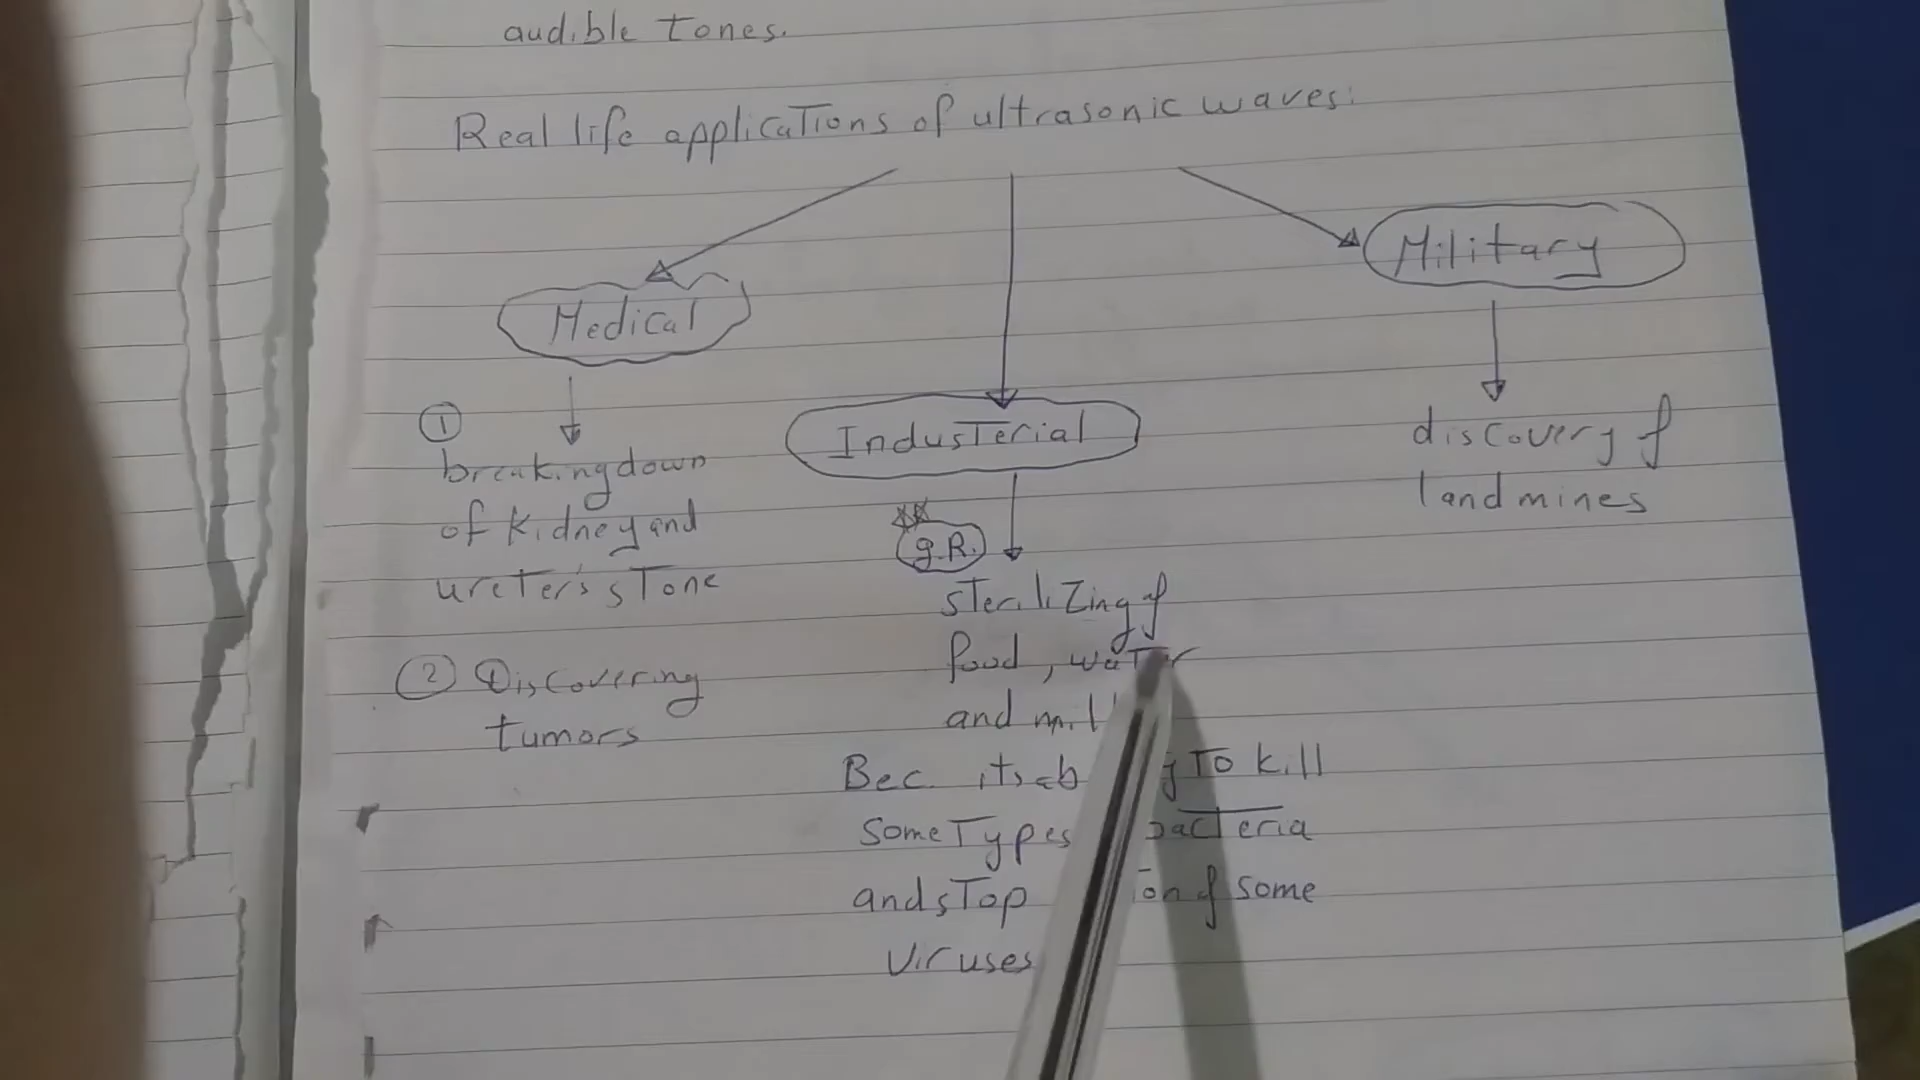 audible tones.
Real life applications of ultrasonic waves:
Military
Medical
①
breaking down
of kidney and
ureter's stone
② Discovering
tumors
Industerial
g.R.
sterilizing of
food, water
and
Bec. its to kill
some types bacteria
and stop of some
viruses
discovery of
land mines